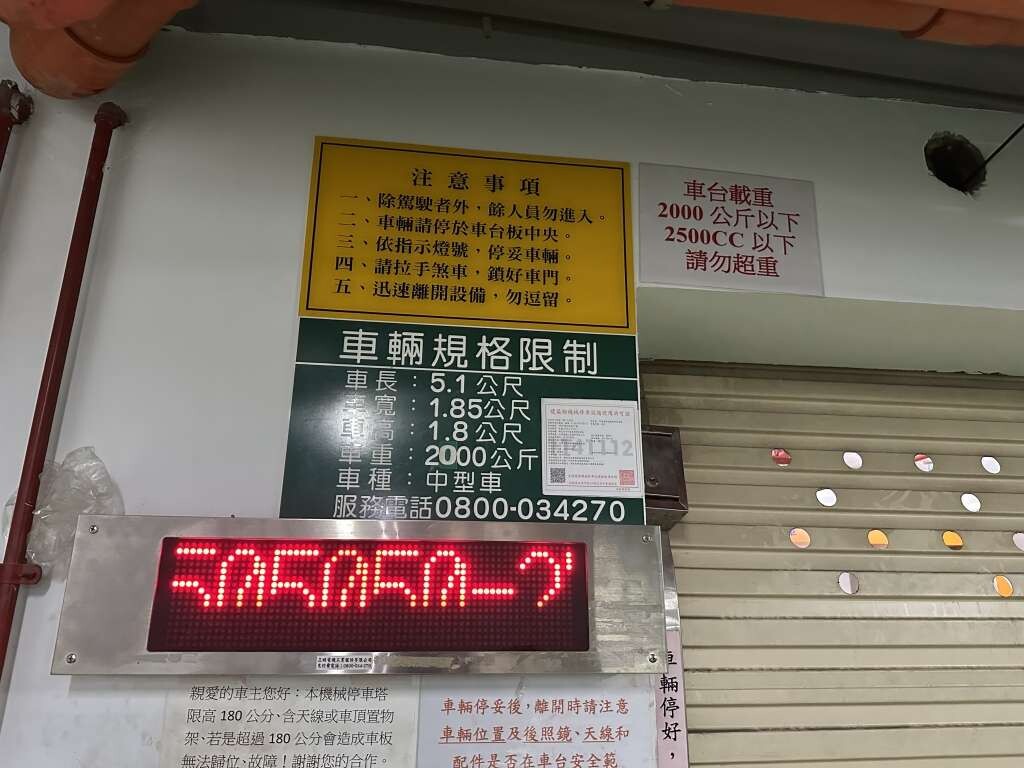 注意事項
一、除駕駛者外，餘人員勿進入。
二、車輛請停於車台板中央。
三、依指示燈號，停妥車輛。
四、請拉手煞車，鎖好車門。
五、迅速離開設備，勿逗留。
車台載重
2000 公斤以下
2500CC 以下
請勿超重
車輛規格限制
車長：5.1公尺
車寬：1.85公尺
車高：1.8公尺
車重：2000公斤
車種：中型車
服務電話0800-034270
1141112
親愛的車主您好：本機械停車塔
限高 180 公分、含天線或車頂置物
架、若是超過 180 公分會造成車板
無法歸位、故障！謝謝您的合作。
車輛停妥後，離開時請注意
車輛位置及後照鏡、天線和
配件是否在車台安全範
車輛停好，